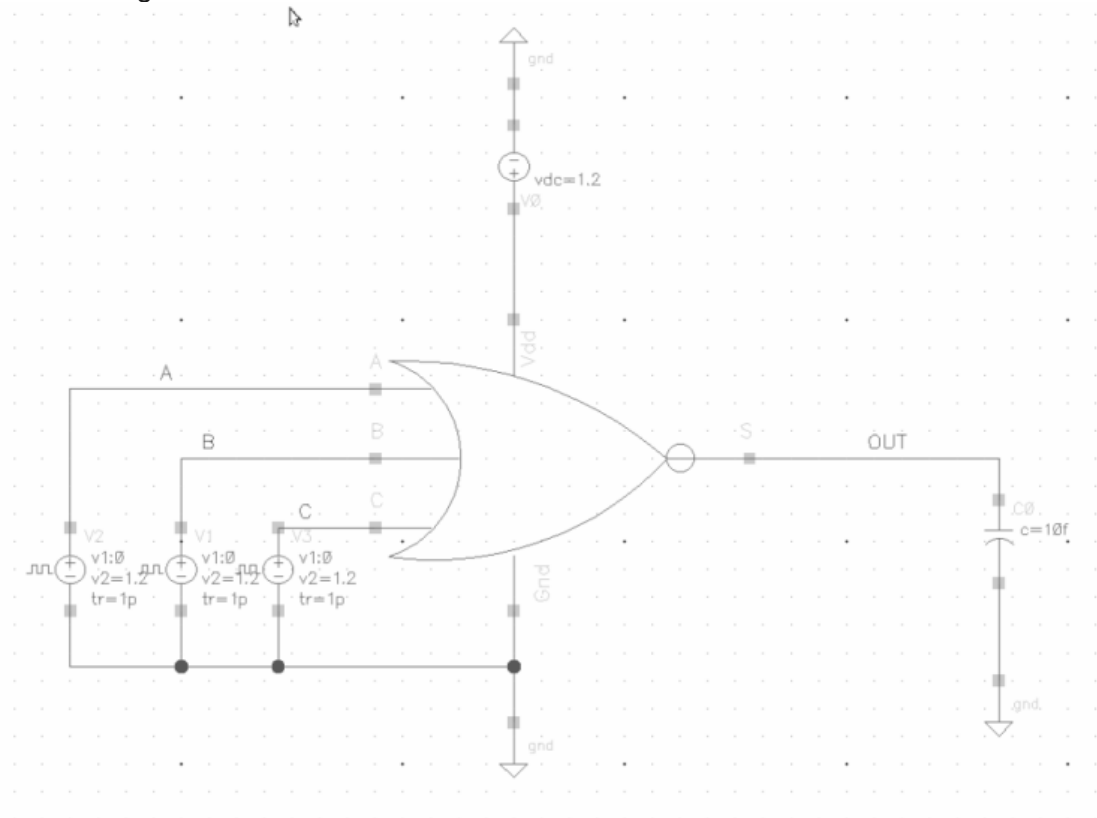 gnd
vdc=1.2
V0
Vdd
A
A
B
B
S
OUT
C
C
V2
V1
V3
C0
c=10f
v1:0
v2=1.2
tr=1p
v1:0
v2=1.2
tr=1p
v1:0
v2=1.2
tr=1p
Gnd
gnd
gnd